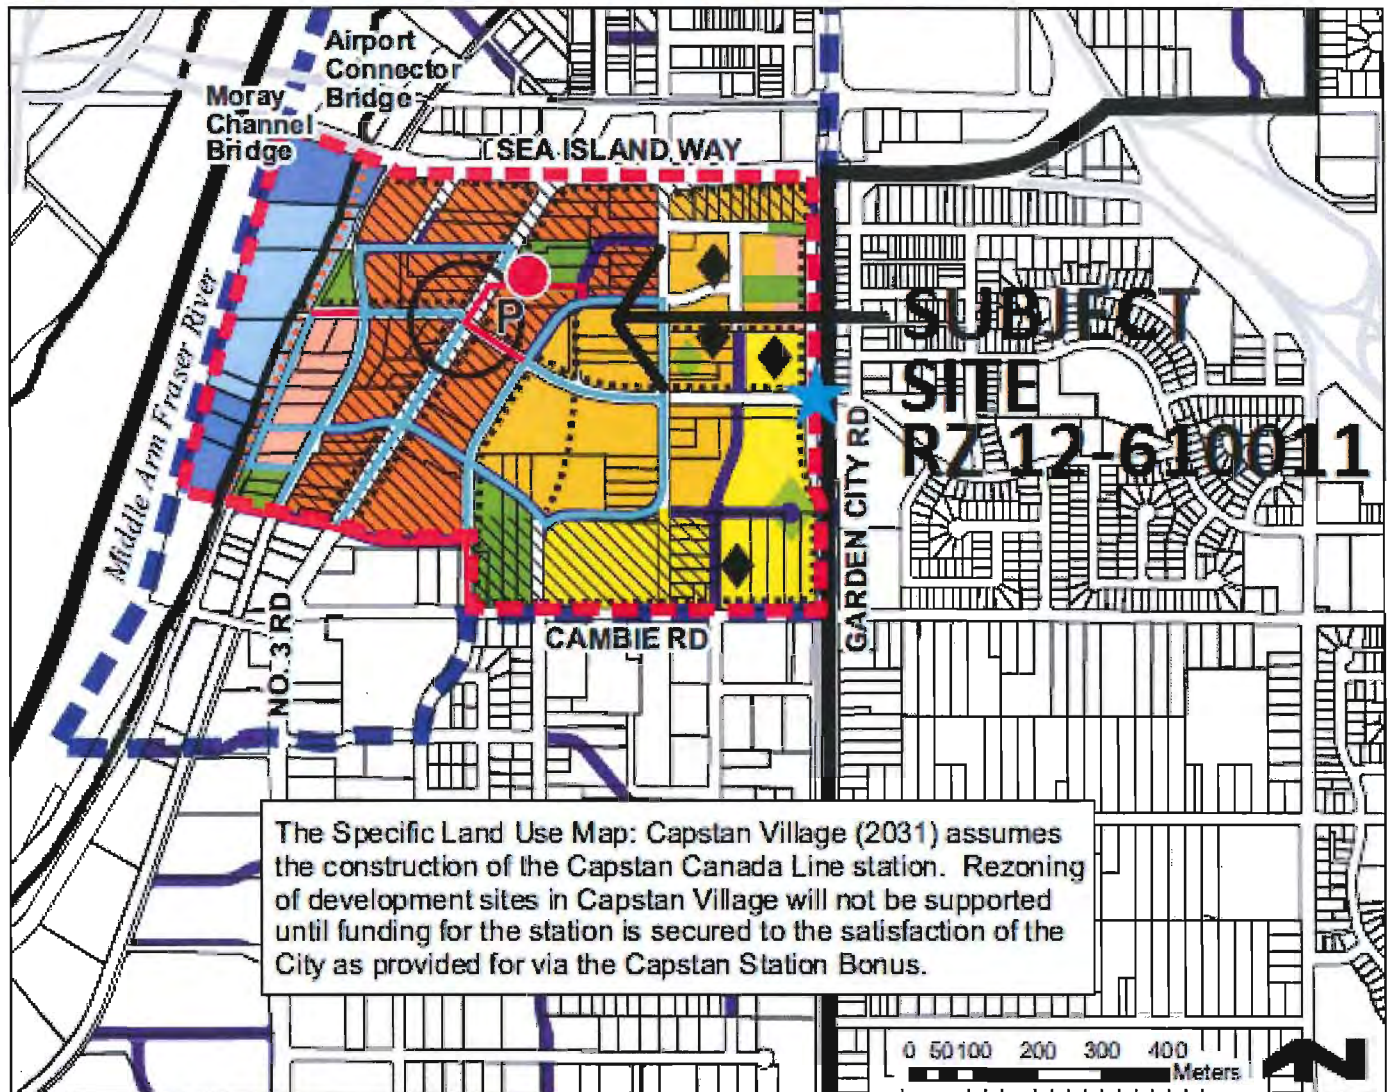 Airport
Connector
Bridge
Moray
Channel
Bridge
SEA ISLAND WAY
Middle Arm Fraser River
P
SUBJECT
SITE
RZ 12-610011
GARDEN CITY RD
NO. 3 RD
CAMBIE RD
The Specific Land Use Map: Capstan Village (2031) assumes
the construction of the Capstan Canada Line station. Rezoning
of development sites in Capstan Village will not be supported
until funding for the station is secured to the satisfaction of the
City as provided for via the Capstan Station Bonus.
0 50 100 200 300 400
Meters